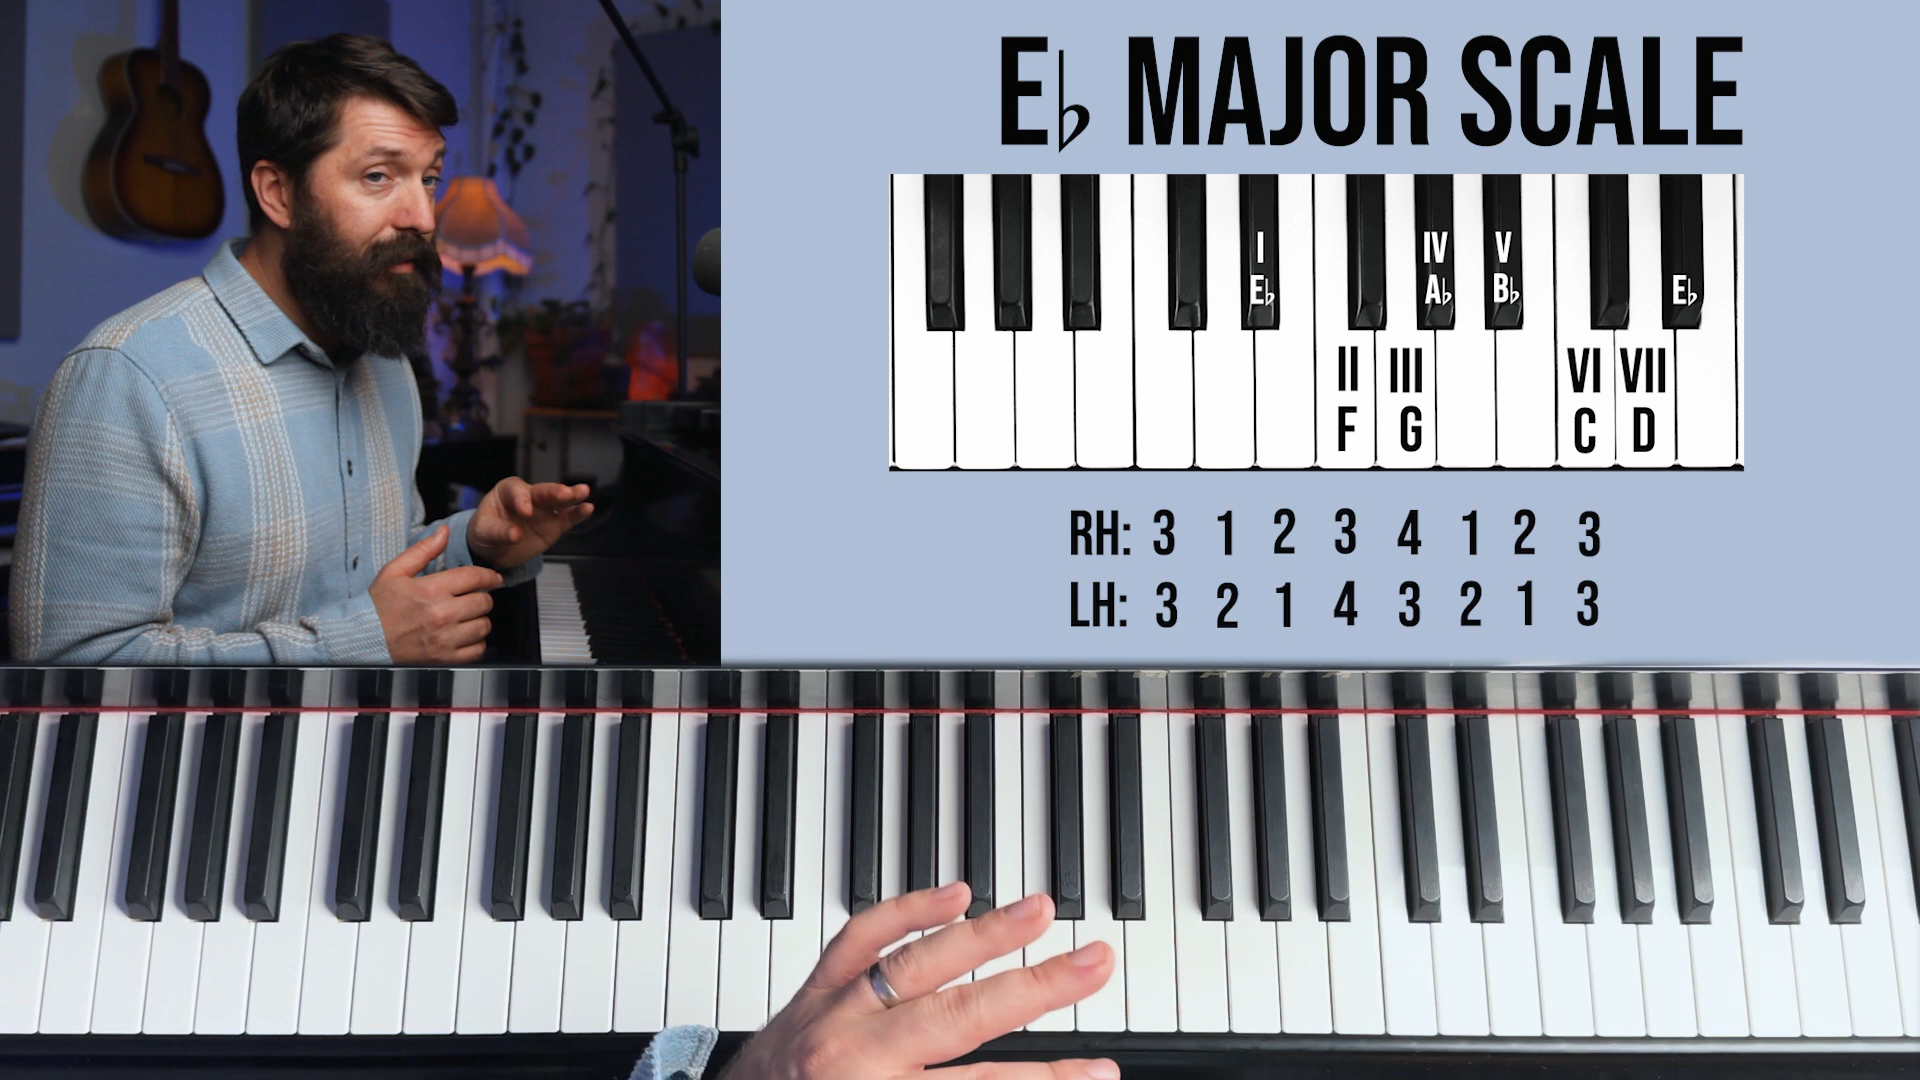 E♭ MAJOR SCALE
I IV V
E♭ A♭ B♭ E♭
II III VI VII
F G C D
RH: 3 1 2 3 4 1 2 3
LH: 3 2 1 4 3 2 1 3
YAMAHA